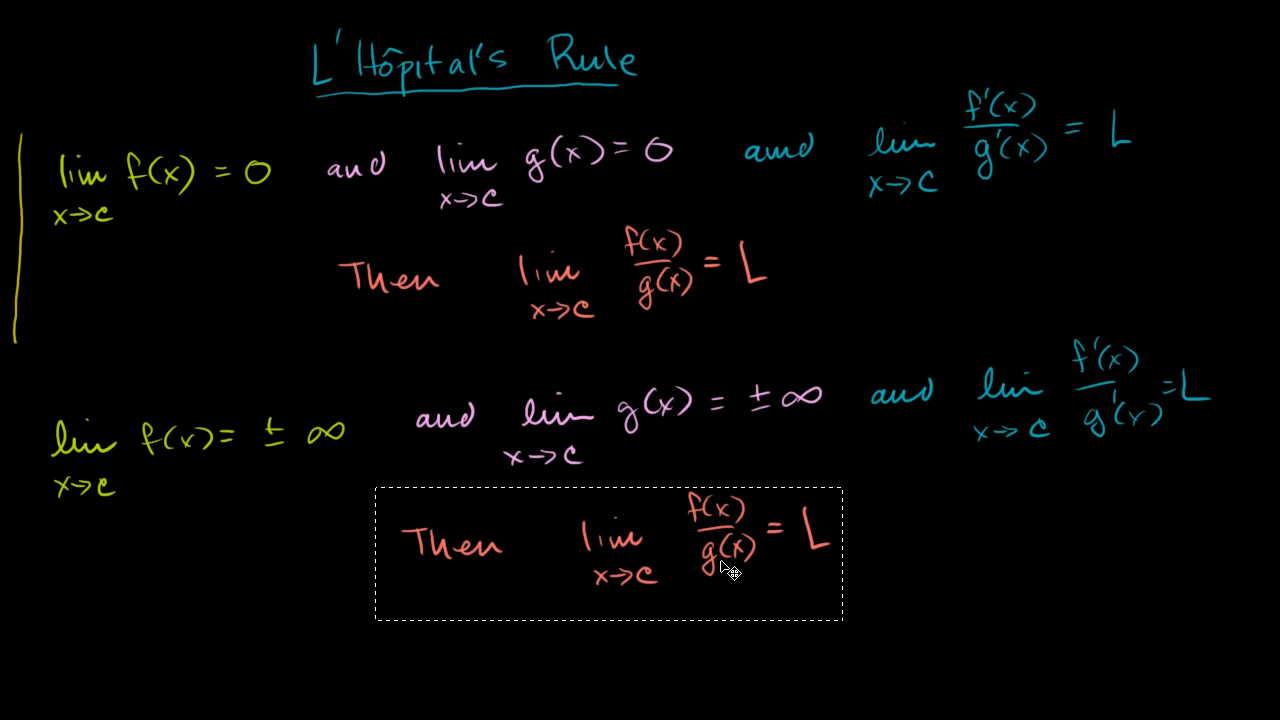 L'Hôpital's Rule
lim f(x) = 0 and lim g(x) = 0 and lim f'(x)/g'(x) = L
x→c x→c x→c
Then lim f(x)/g(x) = L
x→c
lim f(x) = ± ∞ and lim g(x) = ± ∞ and lim f'(x)/g'(x) = L
x→c x→c x→c
Then lim f(x)/g(x) = L
x→c